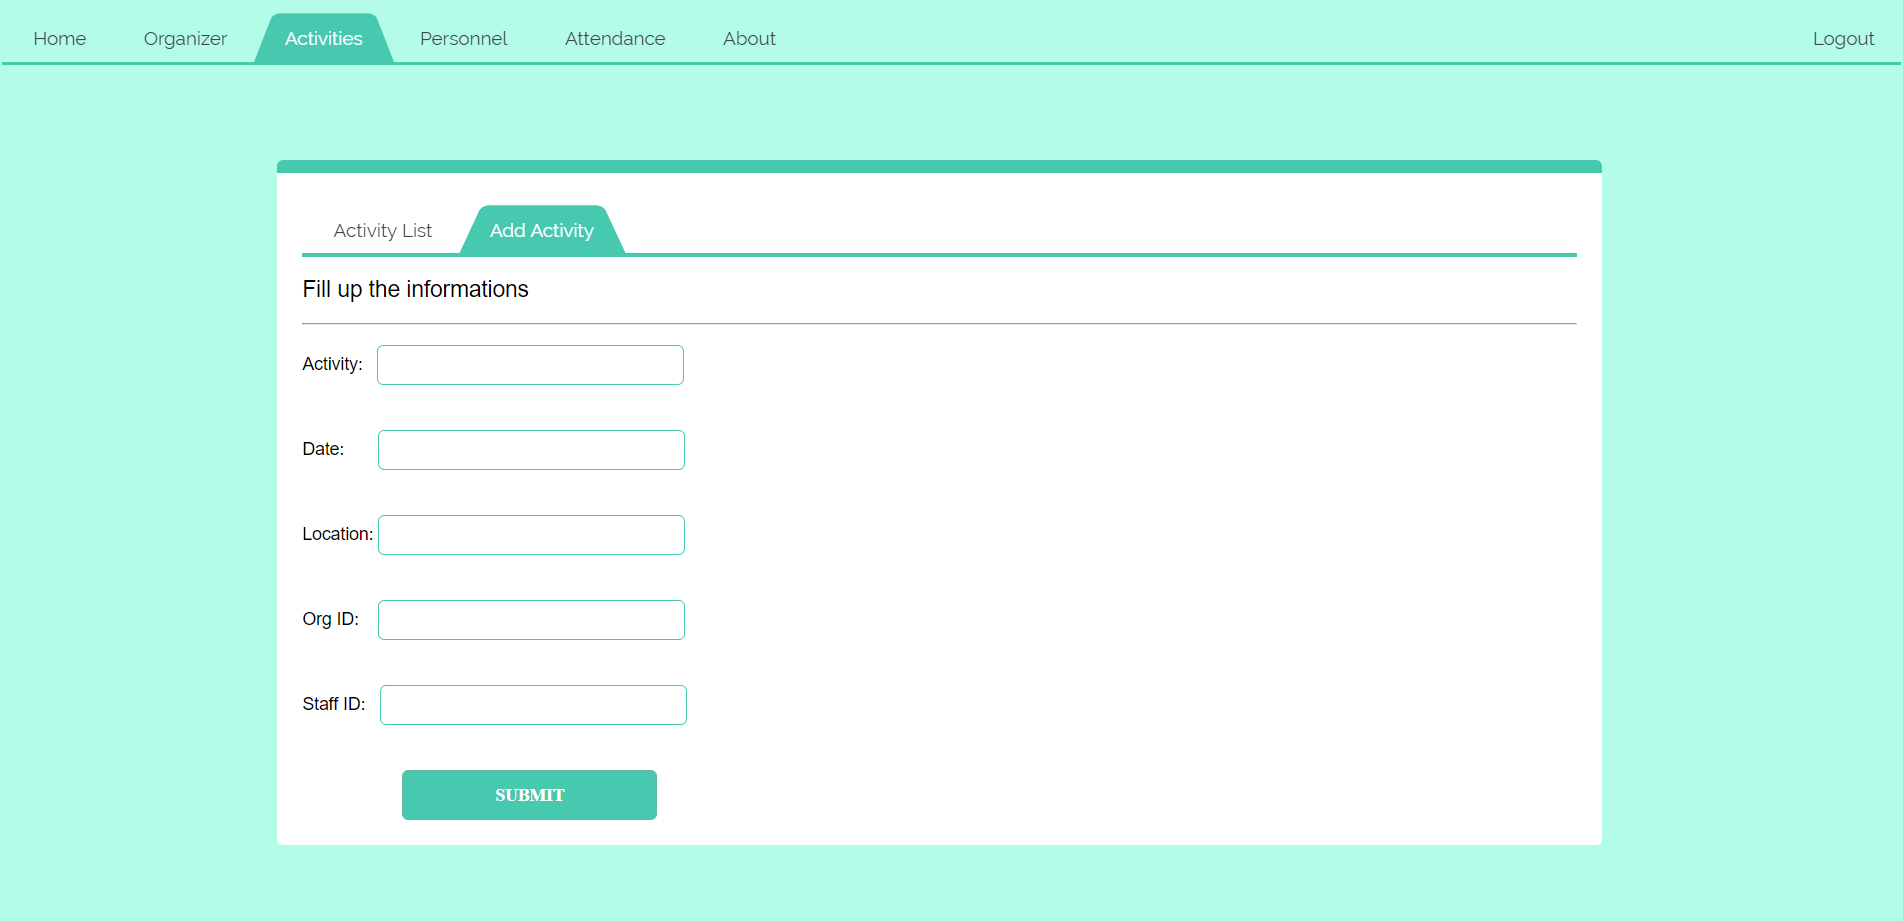 Home Organizer Activities Personnel Attendance About Logout
Activity List Add Activity
Fill up the informations
Activity:
Date:
Location:
Org ID:
Staff ID:
SUBMIT